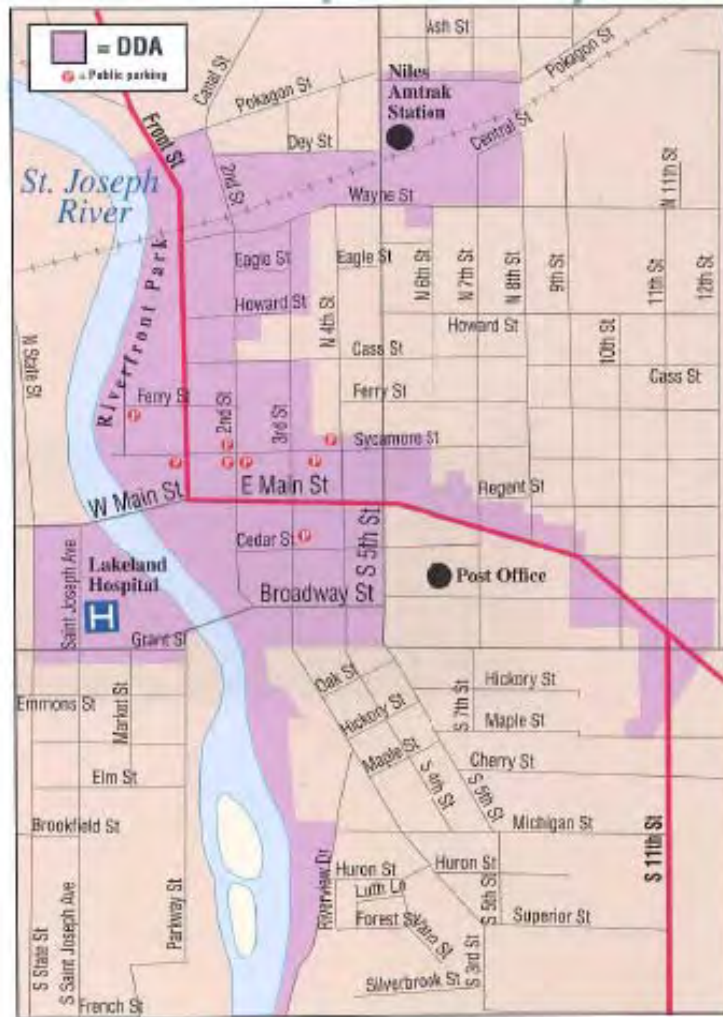 = DDA
P = Public parking
Ash St
Canal St
Pokagon St
Niles
Amtrak
Station
Pokagon St
Front St
Dey St
Central St
2nd St
St. Joseph
River
Wayne St
N 11th St
Riverfront Park
Eagle St
Eagle St
N 6th St
N 7th St
N 8th St
9th St
11th St
12th St
Howard St
N 4th St
Howard St
10th St
N State St
Cass St
Cass St
Ferry St
2nd St
3rd St
Ferry St
P
P
P
Sycamore St
P
P
P
P
W Main St
E Main St
Regent St
Cedar St
P
S 5th St
Saint Joseph Ave
Lakeland
Hospital
H
Post Office
Broadway St
Grant St
Oak St
Hickory St
S 7th St
Emmons St
Market St
Hickory St
Maple St
Maple St
S 4th St
S 5th St
Cherry St
Elm St
Brookfield St
Michigan St
S 11th St
Riverview Dr
Huron St
Huron St
Luth Ln
S 5th St
Forest St
Superior St
S State St
S Saint Joseph Ave
Parkway St
S 3rd St
Silverbrook St
French St